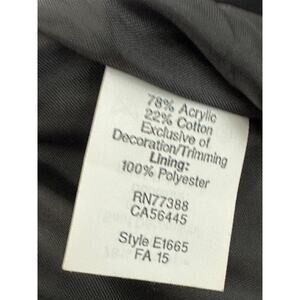 78% Acrylic
22% Cotton
Exclusive of
Decoration/Trimming
Lining:
100% Polyester
RN77388
CA56445
Style E1665
FA 15